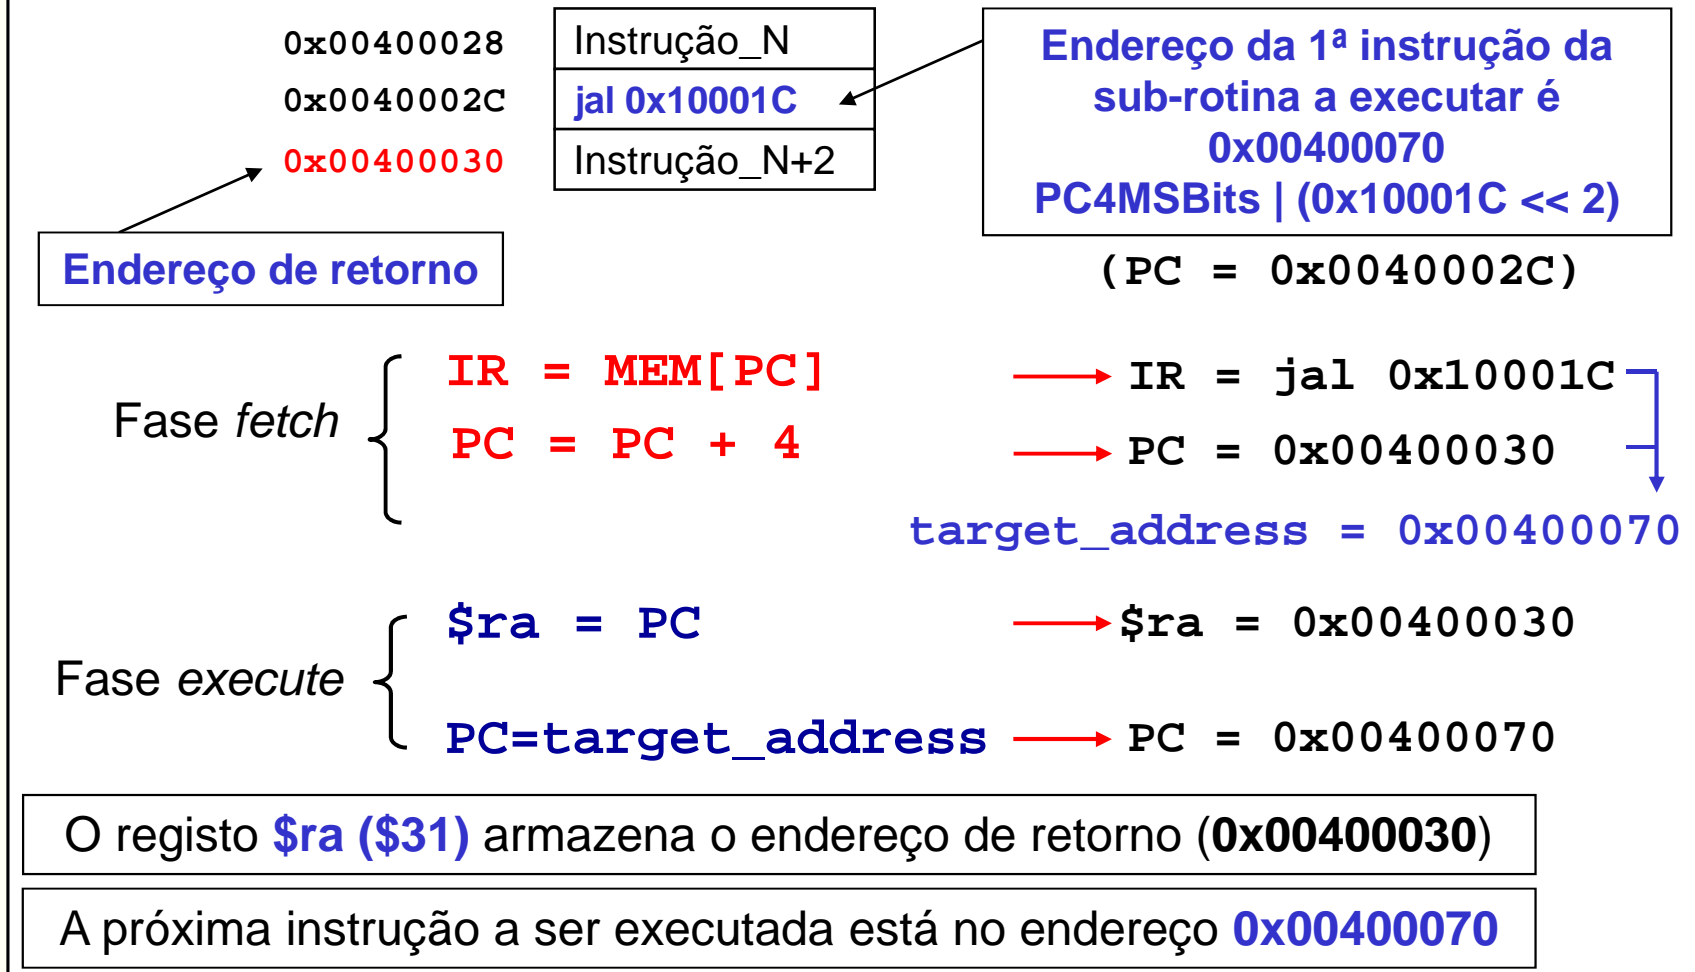 0x00400028 Instrução_N
0x0040002C jal 0x10001C
0x00400030 Instrução_N+2
Endereço da 1ª instrução da
sub-rotina a executar é
0x00400070
PC4MSBits | (0x10001C << 2)
Endereço de retorno
(PC = 0x0040002C)
Fase fetch
IR = MEM[PC]
IR = jal 0x10001C
PC = PC + 4
PC = 0x00400030
target_address = 0x00400070
Fase execute
$ra = PC
$ra = 0x00400030
PC=target_address
PC = 0x00400070
O registo $ra ($31) armazena o endereço de retorno (0x00400030)
A próxima instrução a ser executada está no endereço 0x00400070